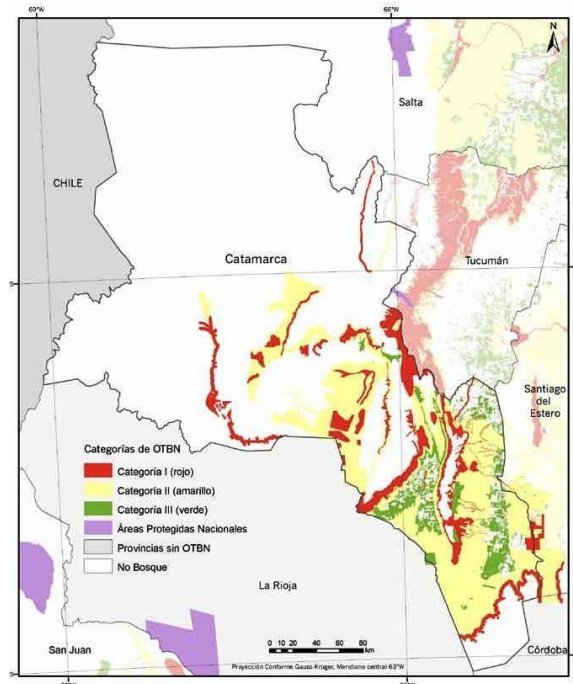 66°W
N
Salta
CHILE
Catamarca
Tucumán
Santiago
del
Estero
Categorías de OTBN
Categoría I (rojo)
Categoría II (amarillo)
Categoría III (verde)
Áreas Protegidas Nacionales
Provincias sin OTBN
No Bosque
La Rioja
San Juan
0 10 20 40 60 80
km
Córdoba
Proyección Conforme Gauss-Krüger, Meridiano central 63°W